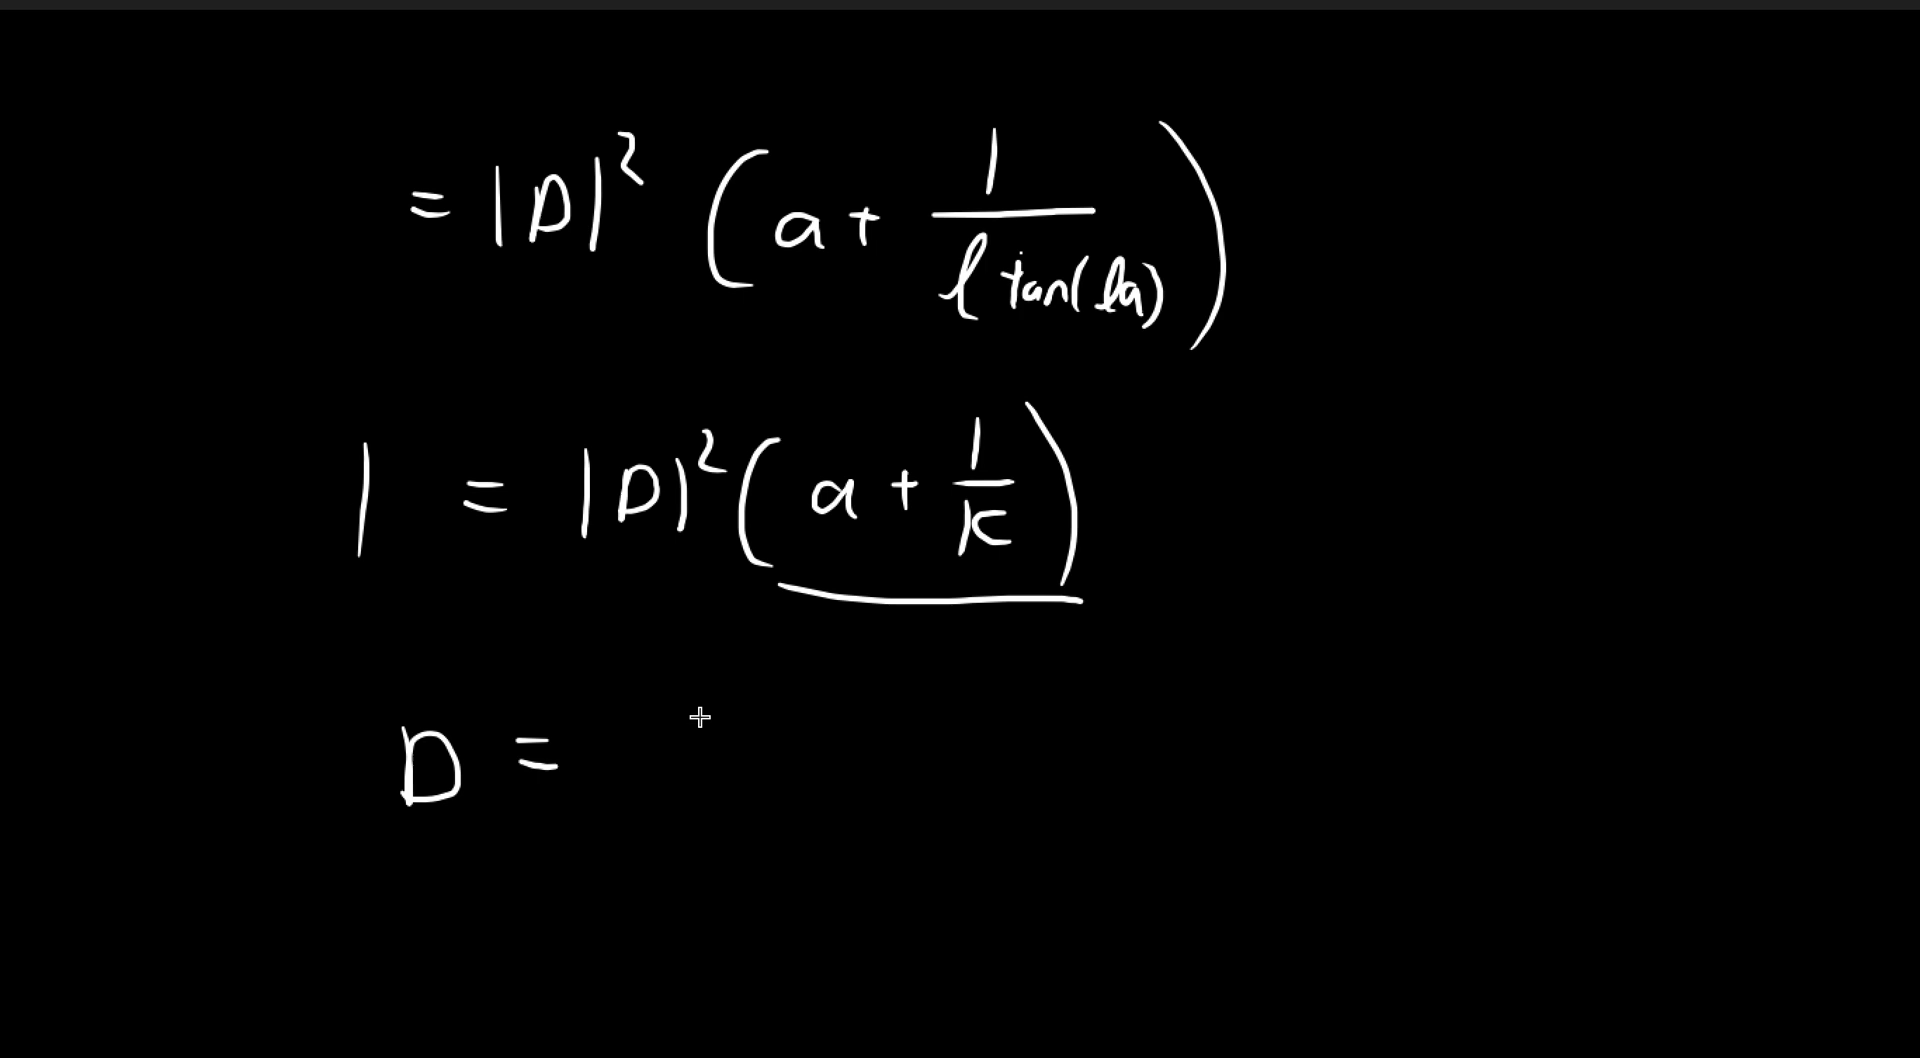 = |D|² (a + 1/(l tan(la)))
1 = |D|² (a + 1/k)
D =